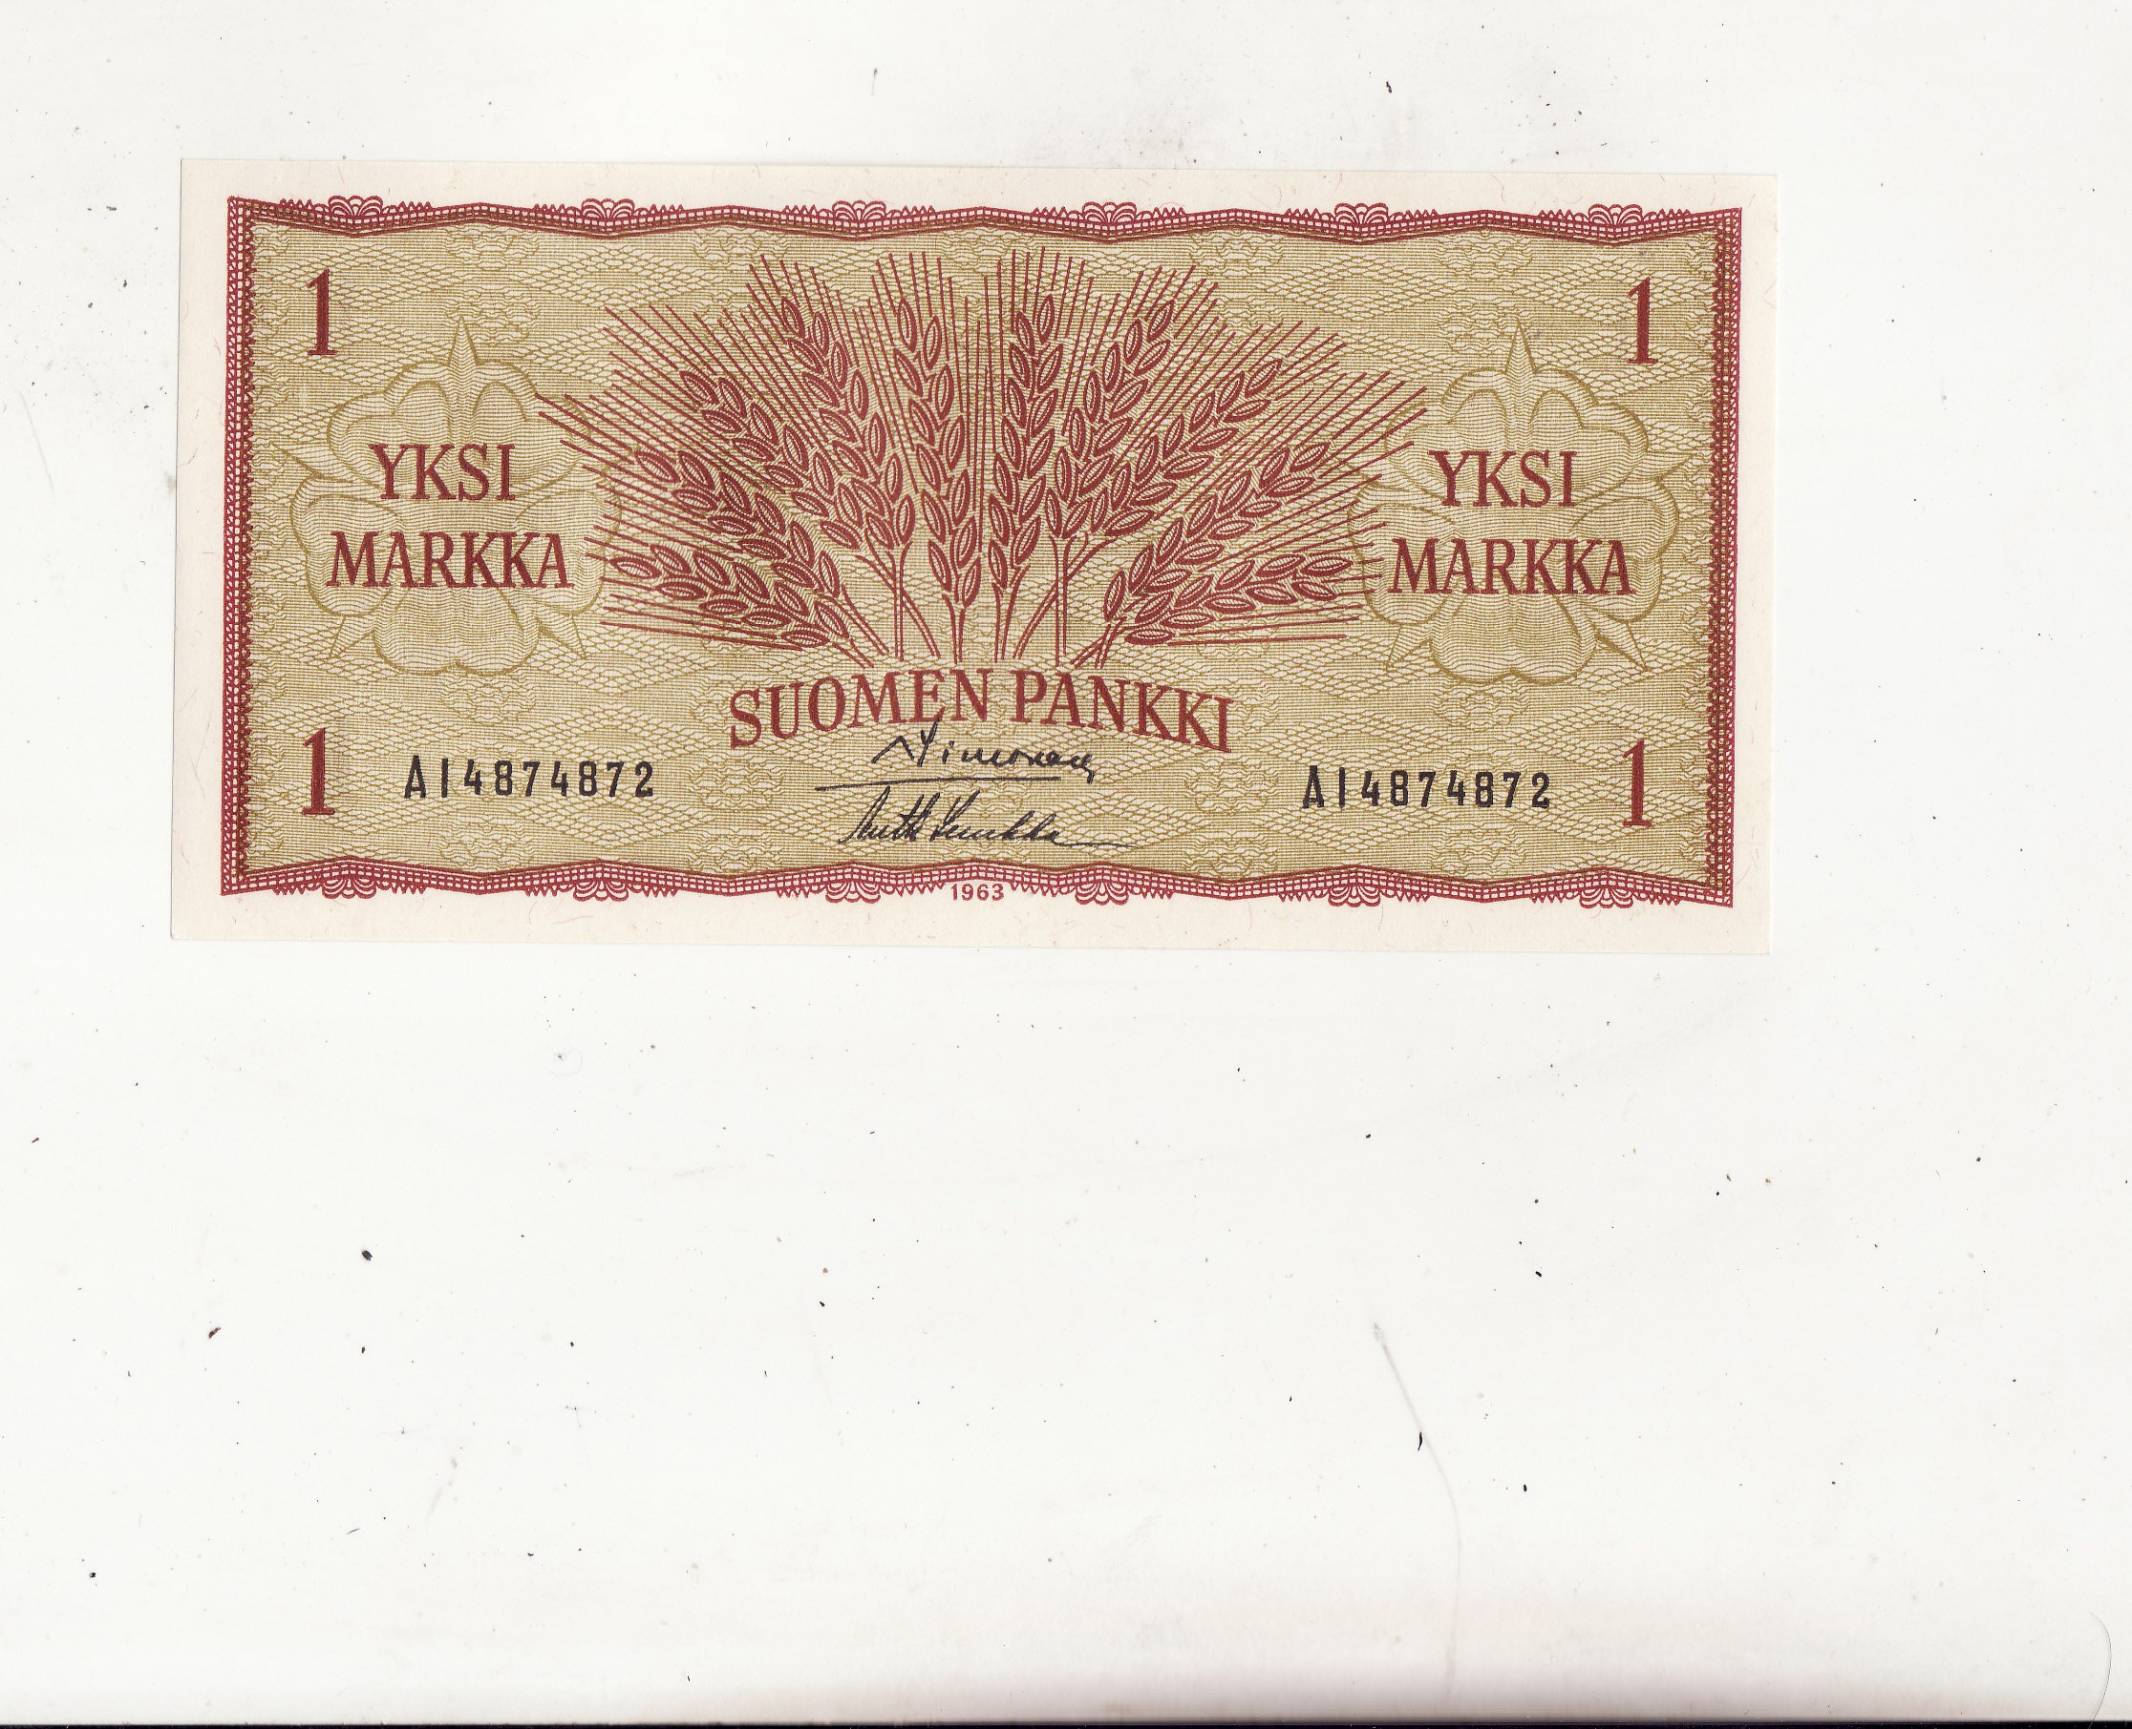 1 1
YKSI YKSI
MARKKA MARKKA
SUOMEN PANKKI
1 A14874872 A14874872 1
1963